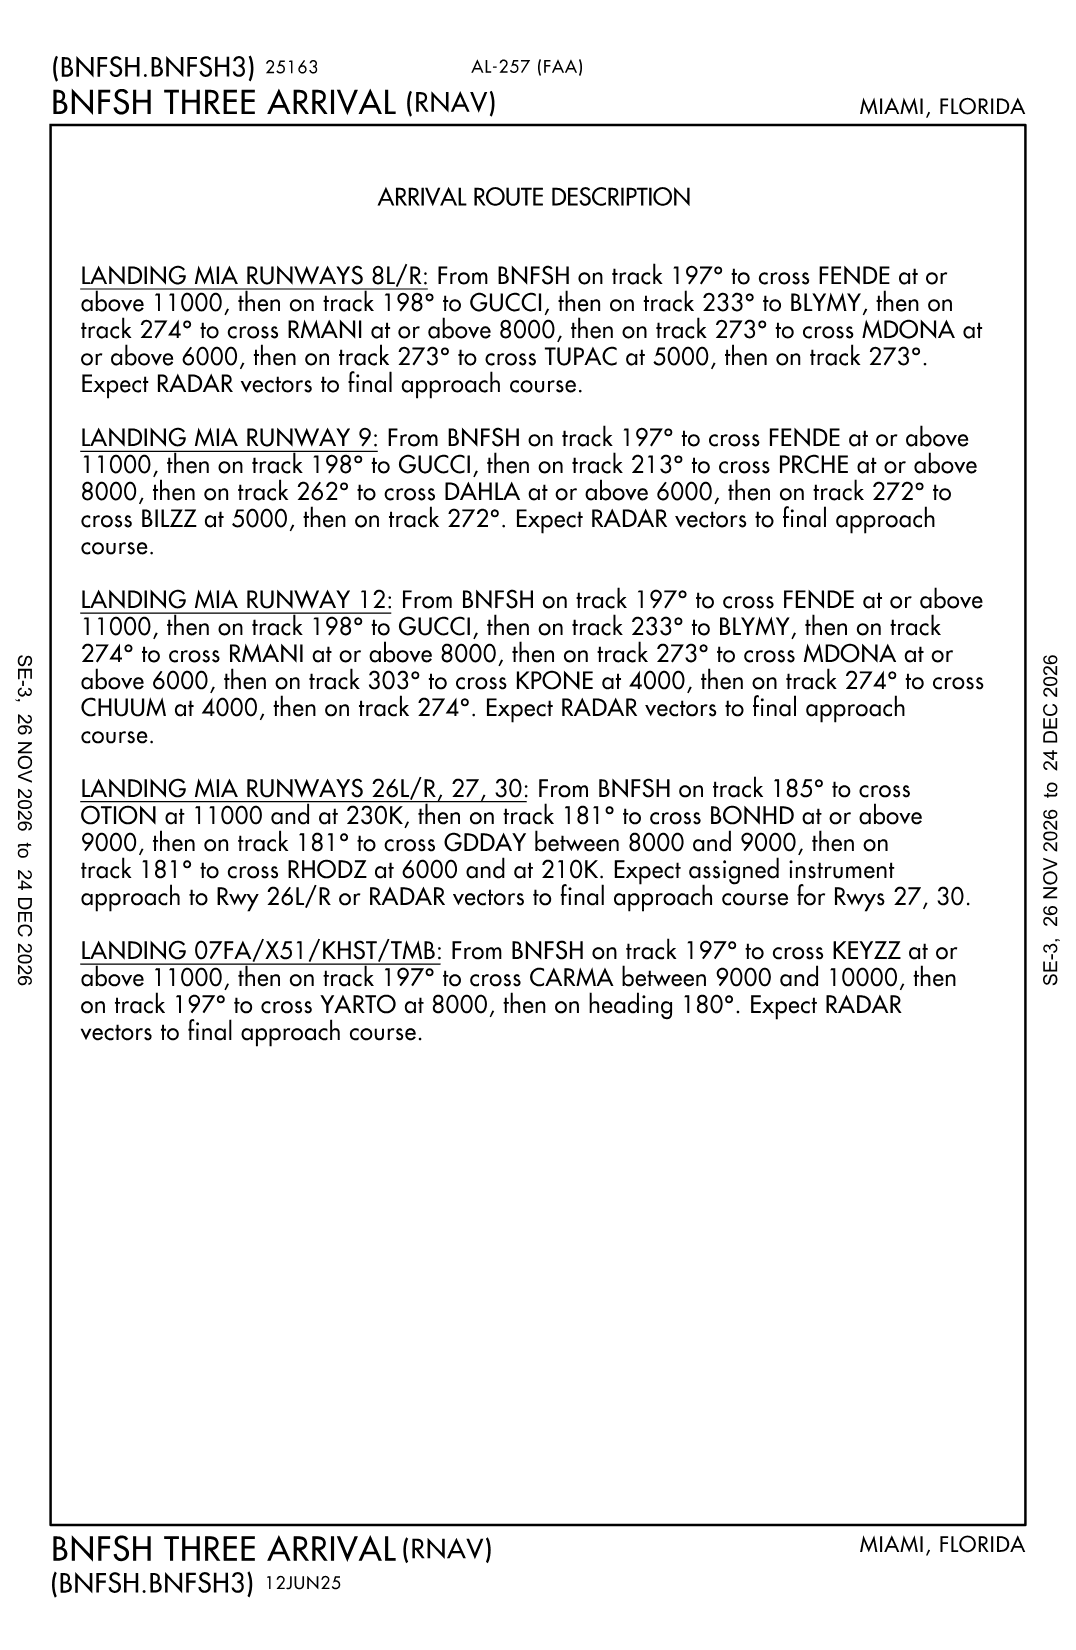 (BNFSH.BNFSH3) 25163 AL-257 (FAA)
BNFSH THREE ARRIVAL (RNAV) MIAMI, FLORIDA
ARRIVAL ROUTE DESCRIPTION
LANDING MIA RUNWAYS 8L/R: From BNFSH on track 197° to cross FENDE at or
above 11000, then on track 198° to GUCCI, then on track 233° to BLYMY, then on
track 274° to cross RMANI at or above 8000, then on track 273° to cross MDONA at
or above 6000, then on track 273° to cross TUPAC at 5000, then on track 273°.
Expect RADAR vectors to final approach course.
LANDING MIA RUNWAY 9: From BNFSH on track 197° to cross FENDE at or above
11000, then on track 198° to GUCCI, then on track 213° to cross PRCHE at or above
8000, then on track 262° to cross DAHLA at or above 6000, then on track 272° to
cross BILZZ at 5000, then on track 272°. Expect RADAR vectors to final approach
course.
LANDING MIA RUNWAY 12: From BNFSH on track 197° to cross FENDE at or above
11000, then on track 198° to GUCCI, then on track 233° to BLYMY, then on track
274° to cross RMANI at or above 8000, then on track 273° to cross MDONA at or
above 6000, then on track 303° to cross KPONE at 4000, then on track 274° to cross
CHUUM at 4000, then on track 274°. Expect RADAR vectors to final approach
course.
LANDING MIA RUNWAYS 26L/R, 27, 30: From BNFSH on track 185° to cross
OTION at 11000 and at 230K, then on track 181° to cross BONHD at or above
9000, then on track 181° to cross GDDAY between 8000 and 9000, then on
track 181° to cross RHODZ at 6000 and at 210K. Expect assigned instrument
approach to Rwy 26L/R or RADAR vectors to final approach course for Rwys 27, 30.
LANDING 07FA/X51/KHST/TMB: From BNFSH on track 197° to cross KEYZZ at or
above 11000, then on track 197° to cross CARMA between 9000 and 10000, then
on track 197° to cross YARTO at 8000, then on heading 180°. Expect RADAR
vectors to final approach course.
SE-3, 26 NOV 2026 to 24 DEC 2026
SE-3, 26 NOV 2026 to 24 DEC 2026
BNFSH THREE ARRIVAL (RNAV) MIAMI, FLORIDA
(BNFSH.BNFSH3) 12JUN25